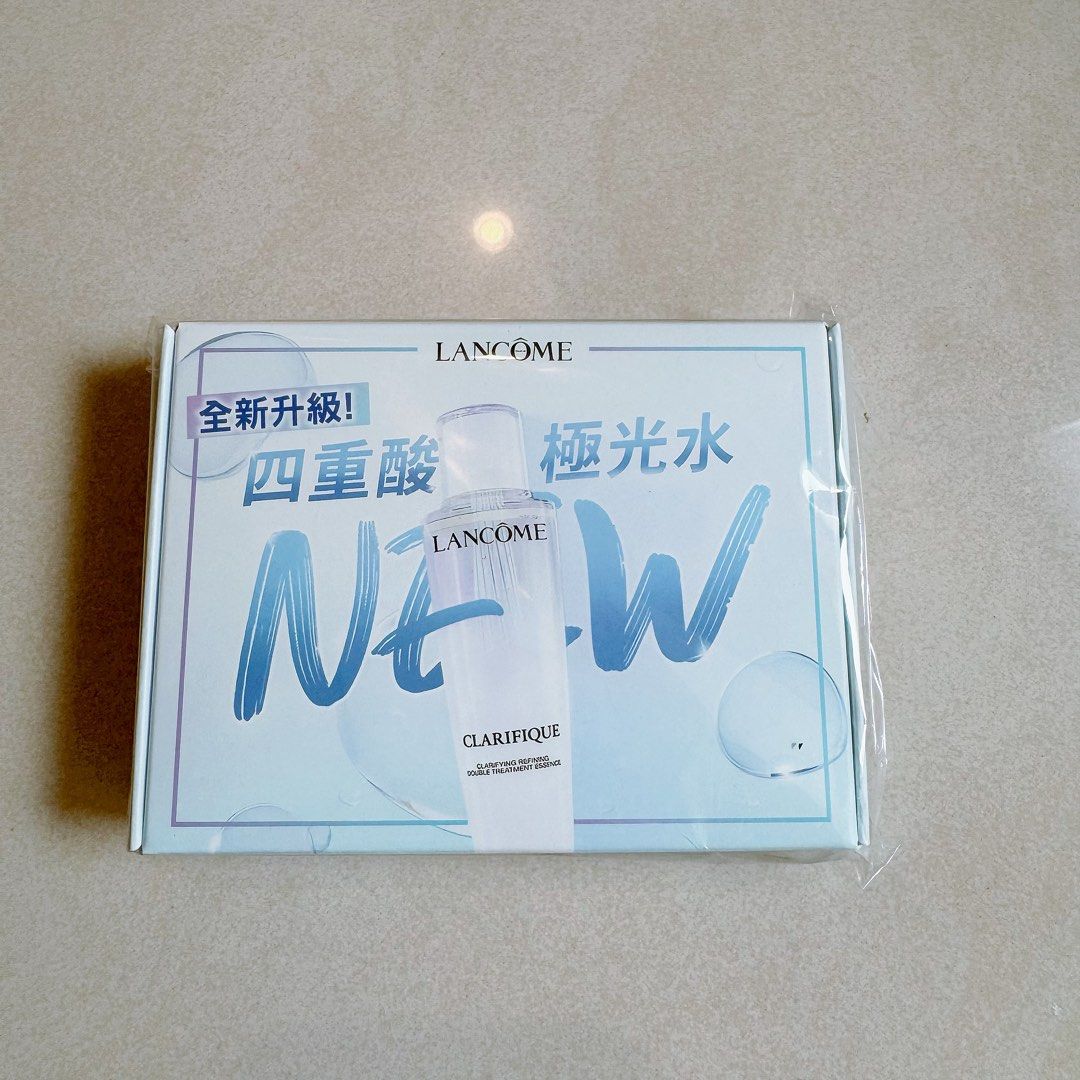 LANCÔME
全新升級!
四重酸 極光水
NEW
LANCÔME
CLARIFIQUE
CLARIFYING REFINING
DOUBLE TREATMENT ESSENCE